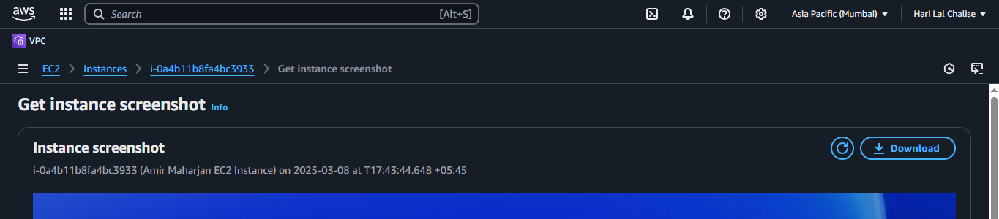 aws
Search [Alt+S] Asia Pacific (Mumbai) Hari Lal Chalise
VPC
EC2 Instances i-0a4b11b8fa4bc3933 Get instance screenshot
Get instance screenshot Info
Instance screenshot
Download
i-0a4b11b8fa4bc3933 (Amir Maharjan EC2 Instance) on 2025-03-08 at T17:43:44.648 +05:45